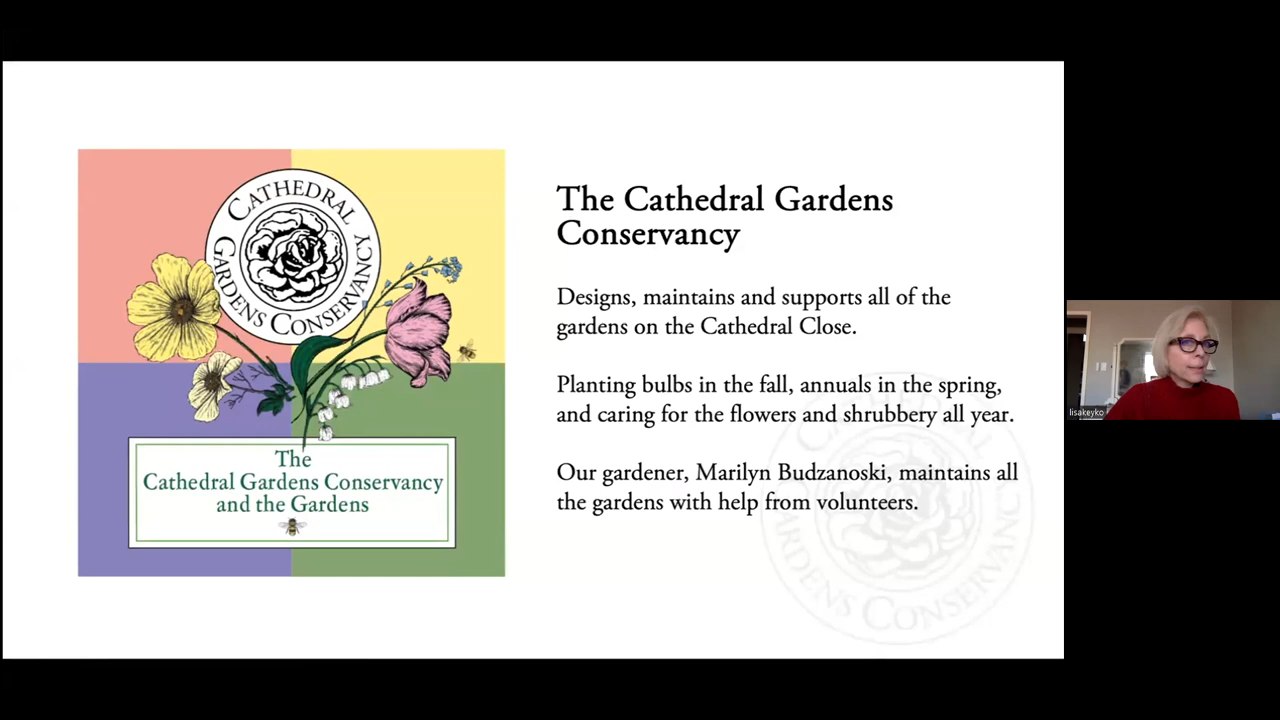 CATHEDRAL
GARDENS CONSERVANCY
The
Cathedral Gardens Conservancy
and the Gardens
The Cathedral Gardens
Conservancy
Designs, maintains and supports all of the
gardens on the Cathedral Close.
Planting bulbs in the fall, annuals in the spring,
and caring for the flowers and shrubbery all year.
Our gardener, Marilyn Budzanoski, maintains all
the gardens with help from volunteers.
CATHEDRAL
GARDENS CONSERVANCY
lisakeyko